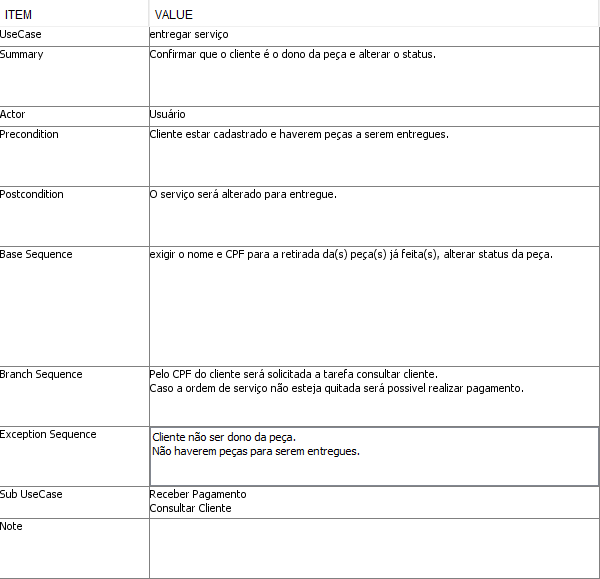 ITEM VALUE
UseCase entregar serviço
Summary Confirmar que o cliente é o dono da peça e alterar o status.
Actor Usuário
Precondition Cliente estar cadastrado e haverem peças a serem entregues.
Postcondition O serviço será alterado para entregue.
Base Sequence exigir o nome e CPF para a retirada da(s) peça(s) já feita(s), alterar status da peça.
Branch Sequence Pelo CPF do cliente será solicitada a tarefa consultar cliente.
Caso a ordem de serviço não esteja quitada será possivel realizar pagamento.
Exception Sequence Cliente não ser dono da peça.
Não haverem peças para serem entregues.
Sub UseCase Receber Pagamento
Consultar Cliente
Note